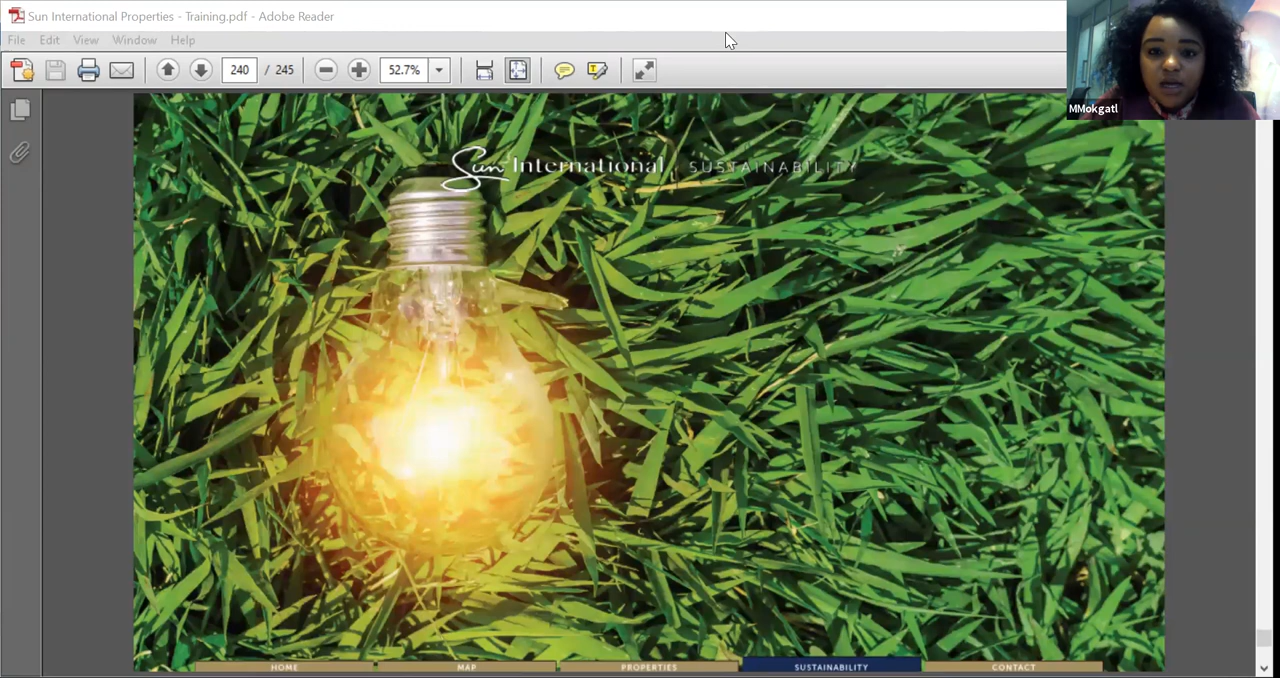 Sun International Properties - Training.pdf - Adobe Reader
File Edit View Window Help
240 / 245 52.7%
MMokgatl
Sun International | SUSTAINABILITY
HOME MAP PROPERTIES SUSTAINABILITY CONTACT